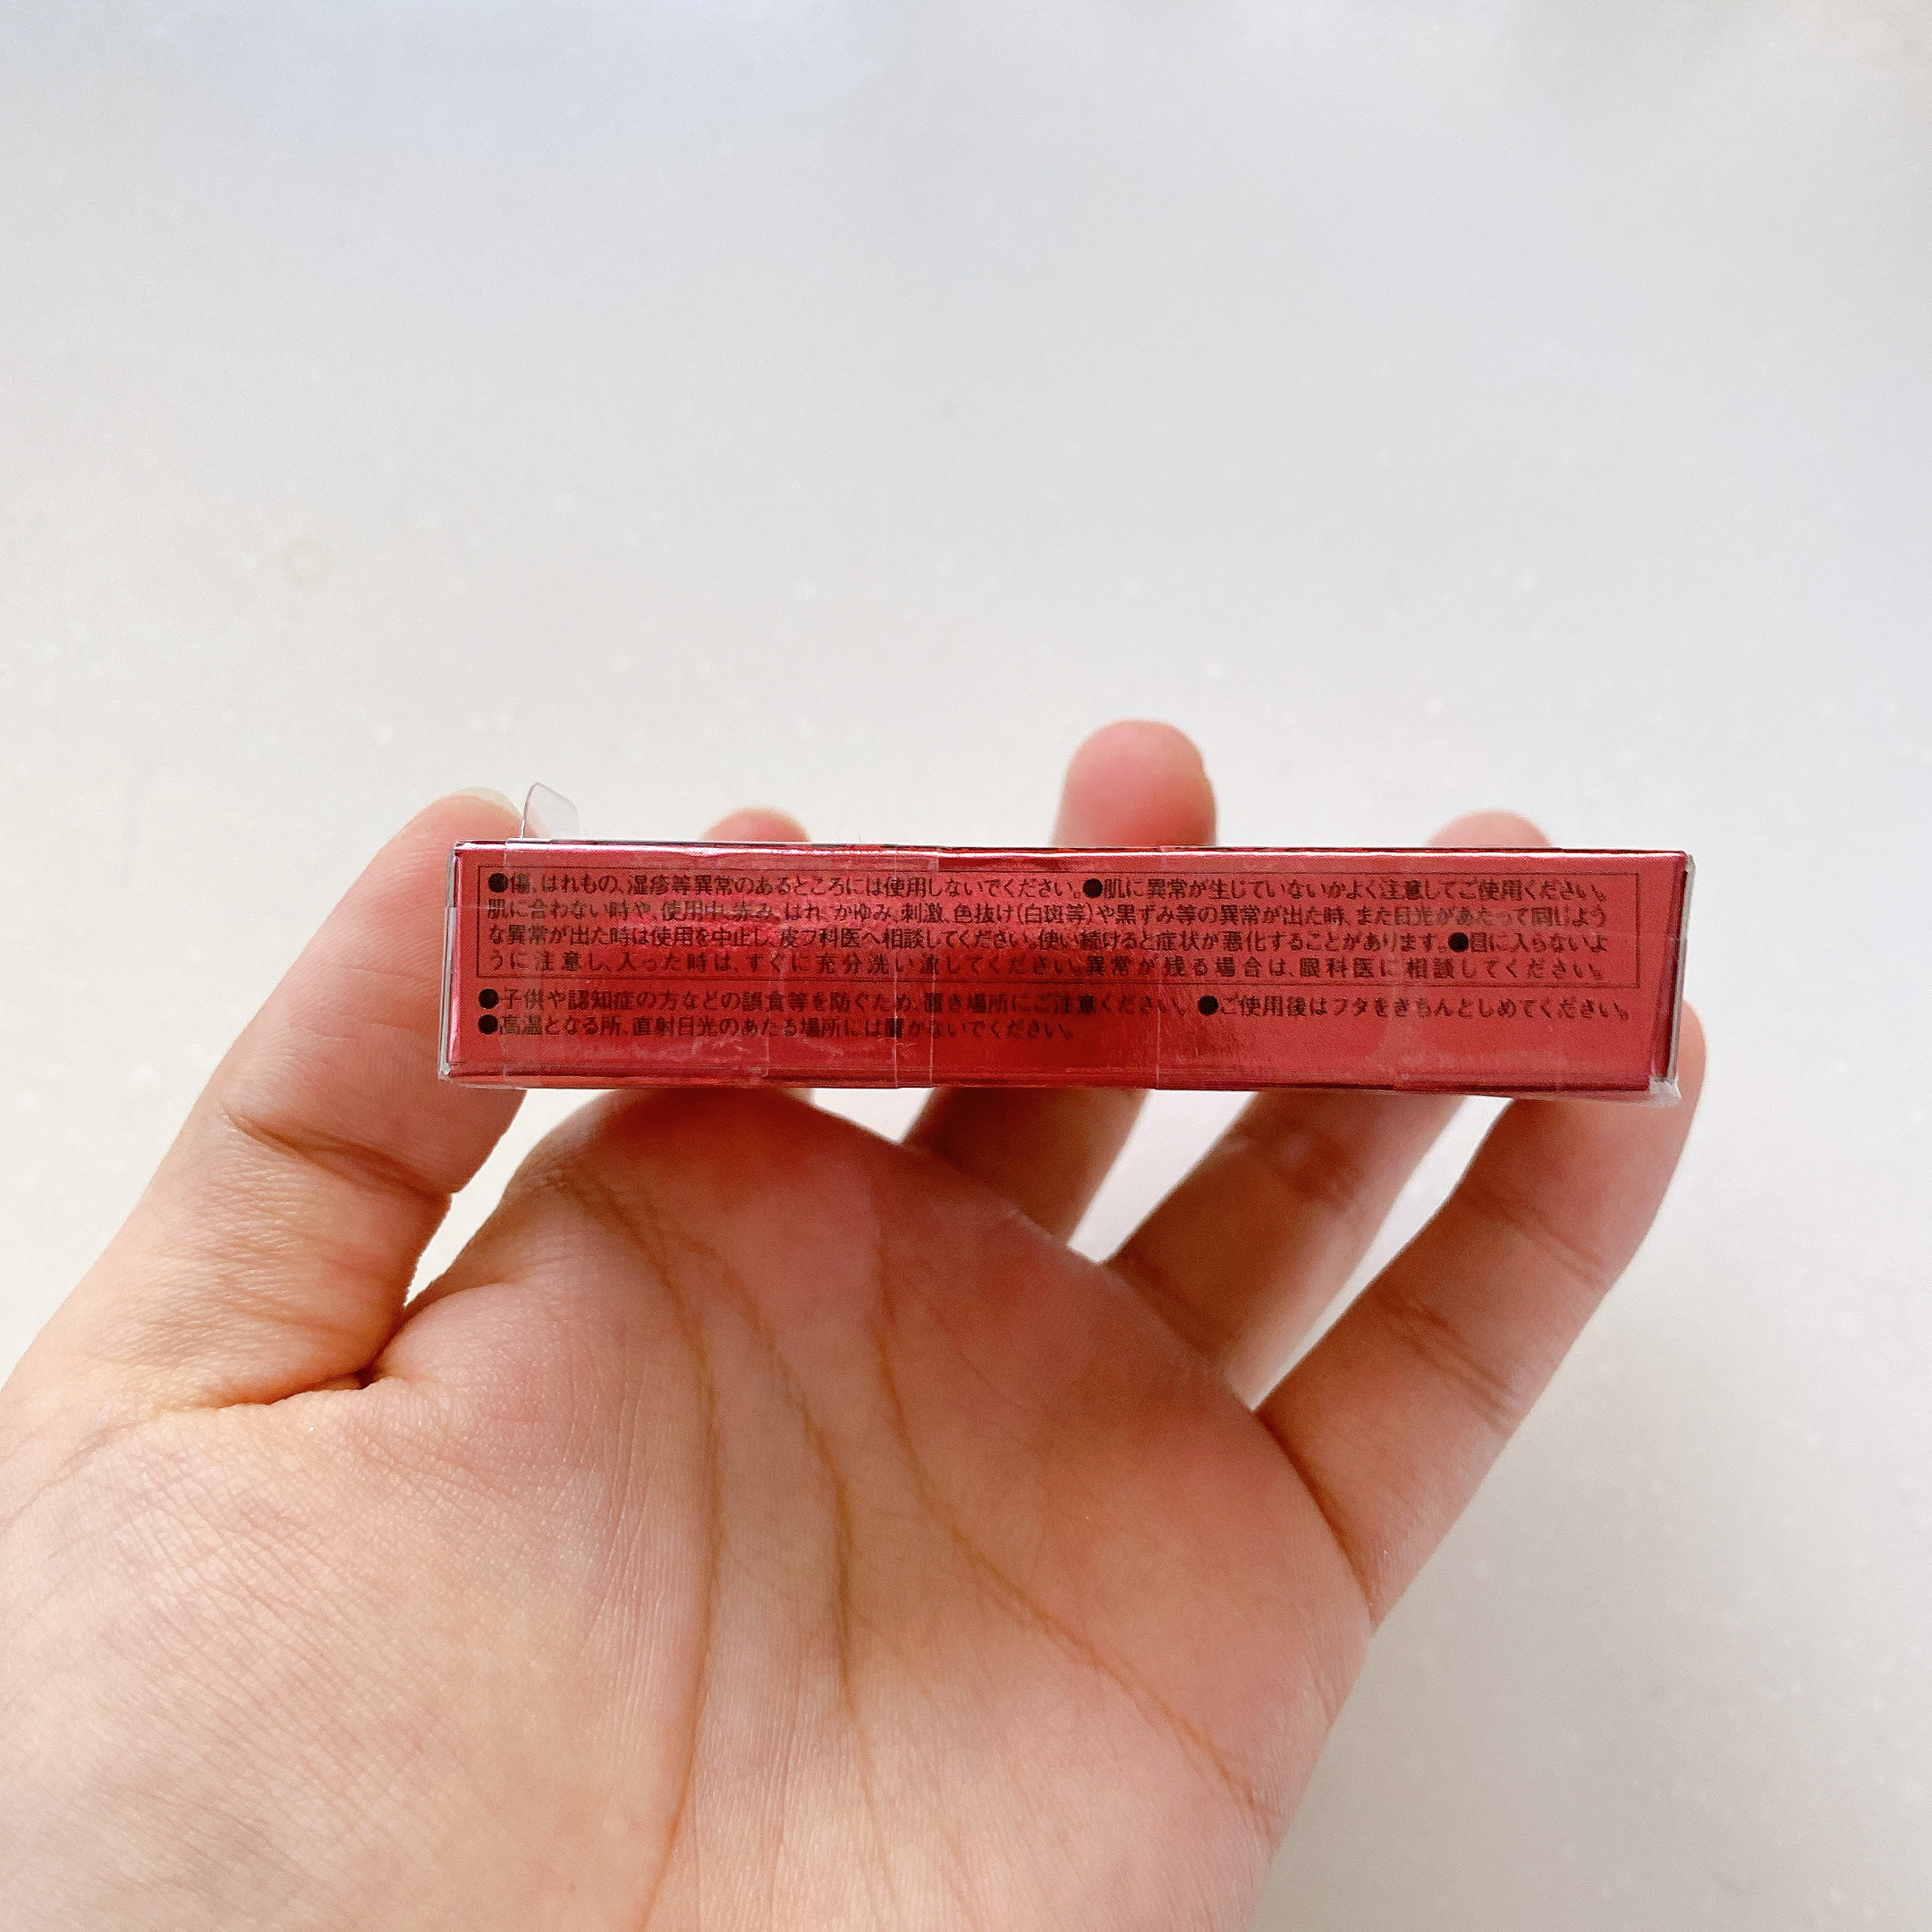 ●傷、はれもの、湿疹等異常のあるところには使用しないでください。●肌に異常が生じていないかよく注意してご使用ください。
肌に合わない時や、使用中、赤み、はれ、かゆみ、刺激、色抜け(白斑等)や黒ずみ等の異常が出た時、また日光があたって同じよう
な異常が出た時は使用を中止し、皮フ科医へ相談してください。使い続けると症状が悪化することがあります。●目に入らないよ
うに注意し、入った時は、すぐに充分洗い流してください。異常が残る場合は、眼科医に相談してください。
●子供や認知症の方などの誤食等を防ぐため、置き場所にご注意ください。●ご使用後はフタをきちんとしめてください。
●高温となる所、直射日光のあたる場所には置かないでください。